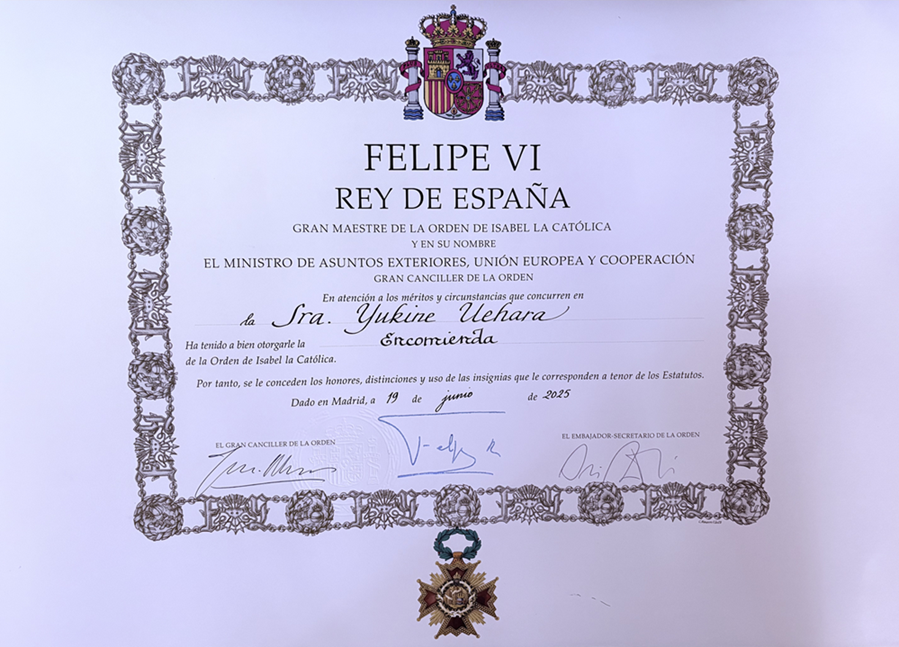 FELIPE VI
REY DE ESPAÑA
GRAN MAESTRE DE LA ORDEN DE ISABEL LA CATÓLICA
Y EN SU NOMBRE
EL MINISTRO DE ASUNTOS EXTERIORES, UNIÓN EUROPEA Y COOPERACIÓN
GRAN CANCILLER DE LA ORDEN
En atención a los méritos y circunstancias que concurren en
la Sra. Yukine Uehara
Ha tenido a bien otorgarle la Encomienda
de la Orden de Isabel la Católica.
Por tanto, se le conceden los honores, distinciones y uso de las insignias que le corresponden a tenor de los Estatutos.
Dado en Madrid, a 19 de junio de 2025
EL GRAN CANCILLER DE LA ORDEN
EL EMBAJADOR-SECRETARIO DE LA ORDEN